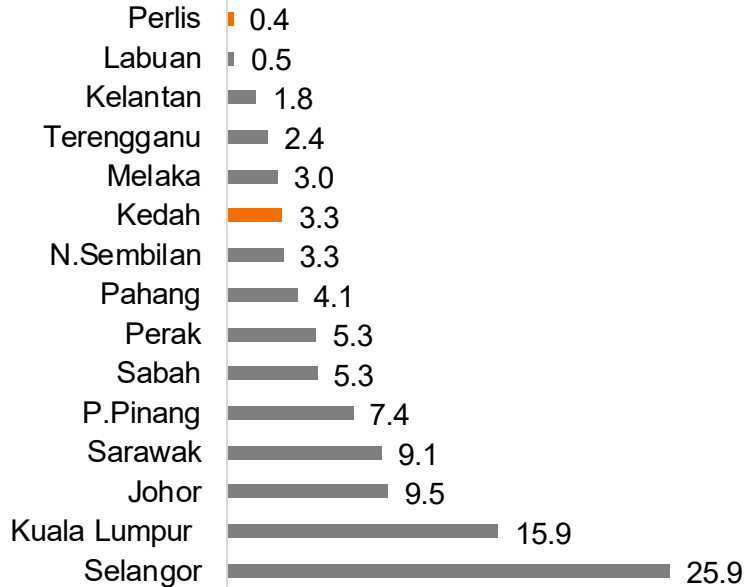 Perlis 0.4
Labuan 0.5
Kelantan 1.8
Terengganu 2.4
Melaka 3.0
Kedah 3.3
N.Sembilan 3.3
Pahang 4.1
Perak 5.3
Sabah 5.3
P.Pinang 7.4
Sarawak 9.1
Johor 9.5
Kuala Lumpur 15.9
Selangor 25.9